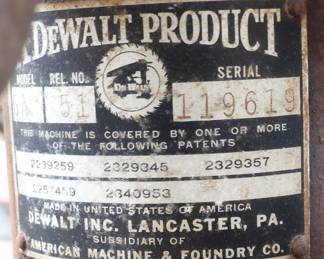 DEWALT PRODUCT
MODEL REL. NO. SERIAL
DE WALT
51 119619
THIS MACHINE IS COVERED BY ONE OR MORE
OF THE FOLLOWING PATENTS
2239259 2329345 2329357
2257459 2340953
MADE IN UNITED STATES OF AMERICA
DEWALT INC. LANCASTER, PA.
SUBSIDIARY OF
AMERICAN MACHINE & FOUNDRY CO.